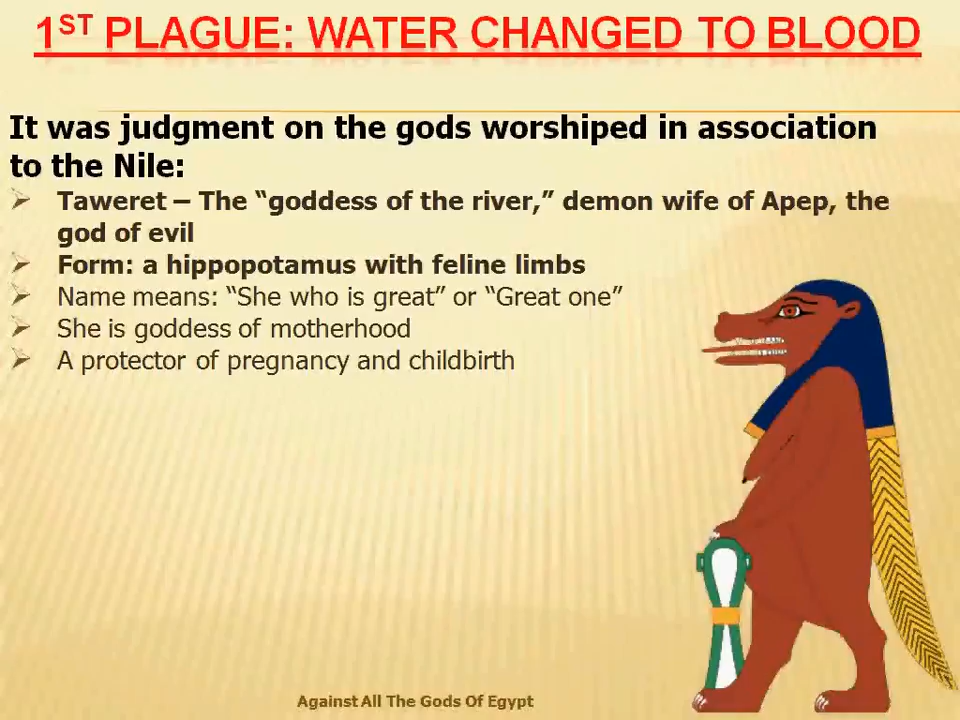 1ST PLAGUE: WATER CHANGED TO BLOOD
It was judgment on the gods worshiped in association
to the Nile:
Taweret – The “goddess of the river,” demon wife of Apep, the
god of evil
Form: a hippopotamus with feline limbs
Name means: “She who is great” or “Great one”
She is goddess of motherhood
A protector of pregnancy and childbirth
Against All The Gods Of Egypt